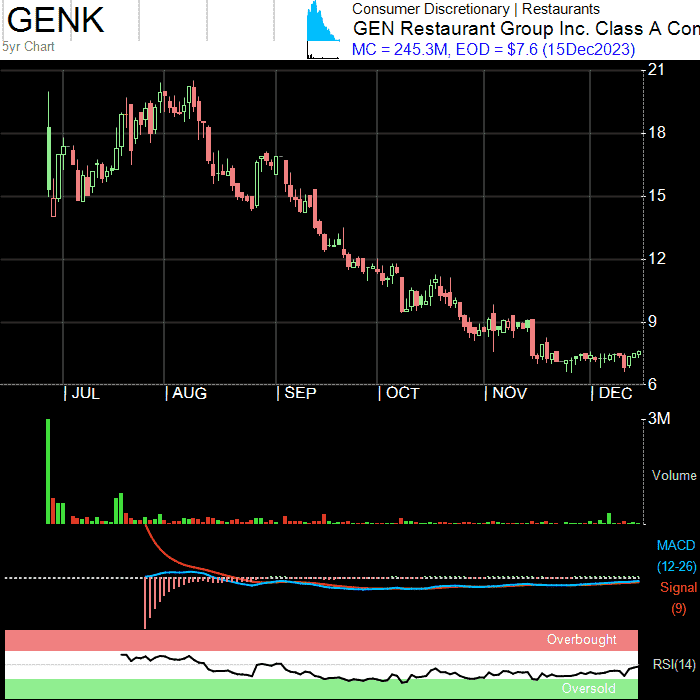 GENK
5yr Chart
Consumer Discretionary | Restaurants
GEN Restaurant Group Inc. Class A Con
MC = 245.3M, EOD = $7.6 (15Dec2023)
21
18
15
12
9
6
| JUL | AUG | SEP | OCT | NOV | DEC
3M
Volume
MACD
(12-26)
Signal
(9)
Overbought
RSI(14)
Oversold